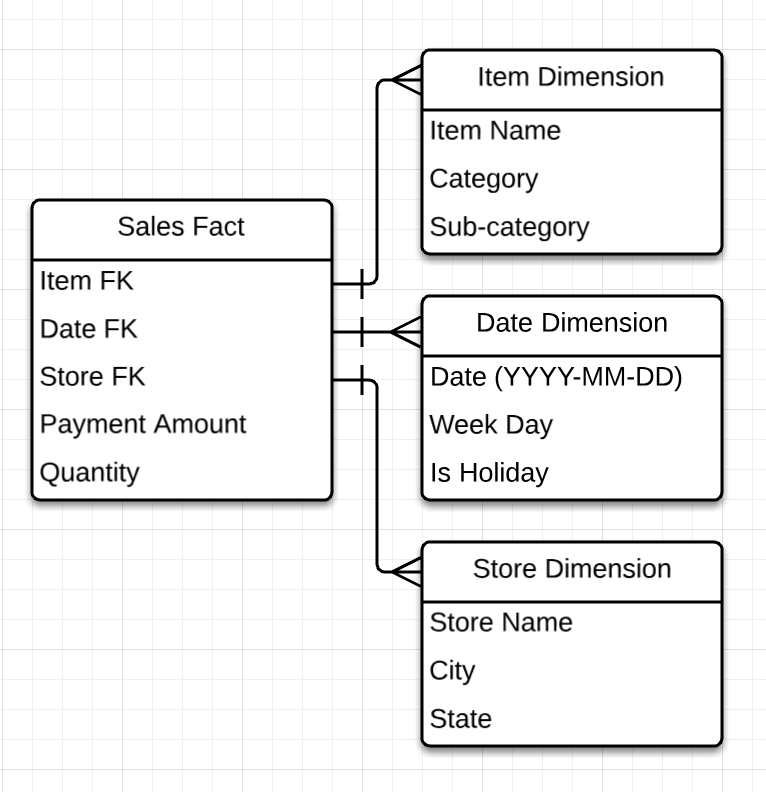 Sales Fact
Item FK
Date FK
Store FK
Payment Amount
Quantity
Item Dimension
Item Name
Category
Sub-category
Date Dimension
Date (YYYY-MM-DD)
Week Day
Is Holiday
Store Dimension
Store Name
City
State